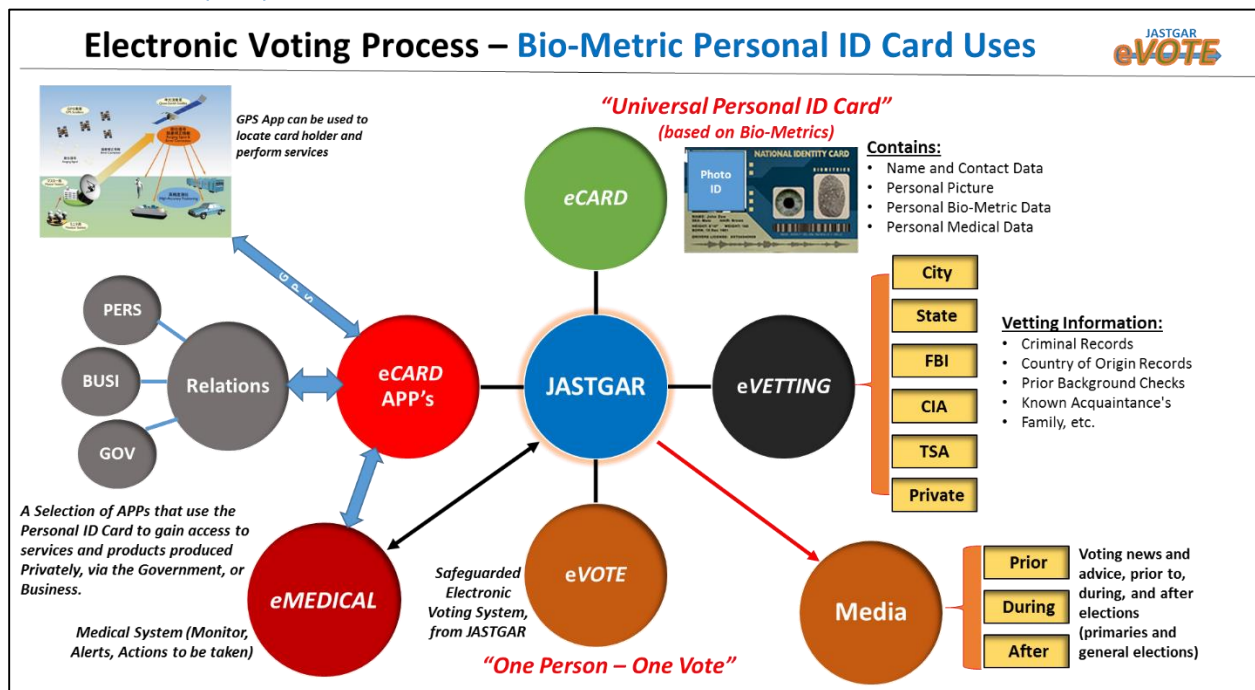 Electronic Voting Process – Bio-Metric Personal ID Card Uses
JASTGAR
eVOTE
GPS App can be used to
locate card holder and
perform services
"Universal Personal ID Card"
(based on Bio-Metrics)
eCARD
Photo
ID
NATIONAL IDENTITY CARD
BIOMETRICS
Contains:
• Name and Contact Data
• Personal Picture
• Personal Bio-Metric Data
• Personal Medical Data
GPS
PERS
BUSI
GOV
Relations
eCARD
APP's
JASTGAR
eVETTING
City
State
FBI
CIA
TSA
Private
Vetting Information:
• Criminal Records
• Country of Origin Records
• Prior Background Checks
• Known Acquaintance's
• Family, etc.
A Selection of APPs that use the
Personal ID Card to gain access to
services and products produced
Privately, via the Government, or
Business.
eMEDICAL
Medical System (Monitor,
Alerts, Actions to be taken)
Safeguarded
Electronic
Voting System,
from JASTGAR
eVOTE
"One Person – One Vote"
Media
Prior
During
After
Voting news and
advice, prior to,
during, and after
elections
(primaries and
general elections)